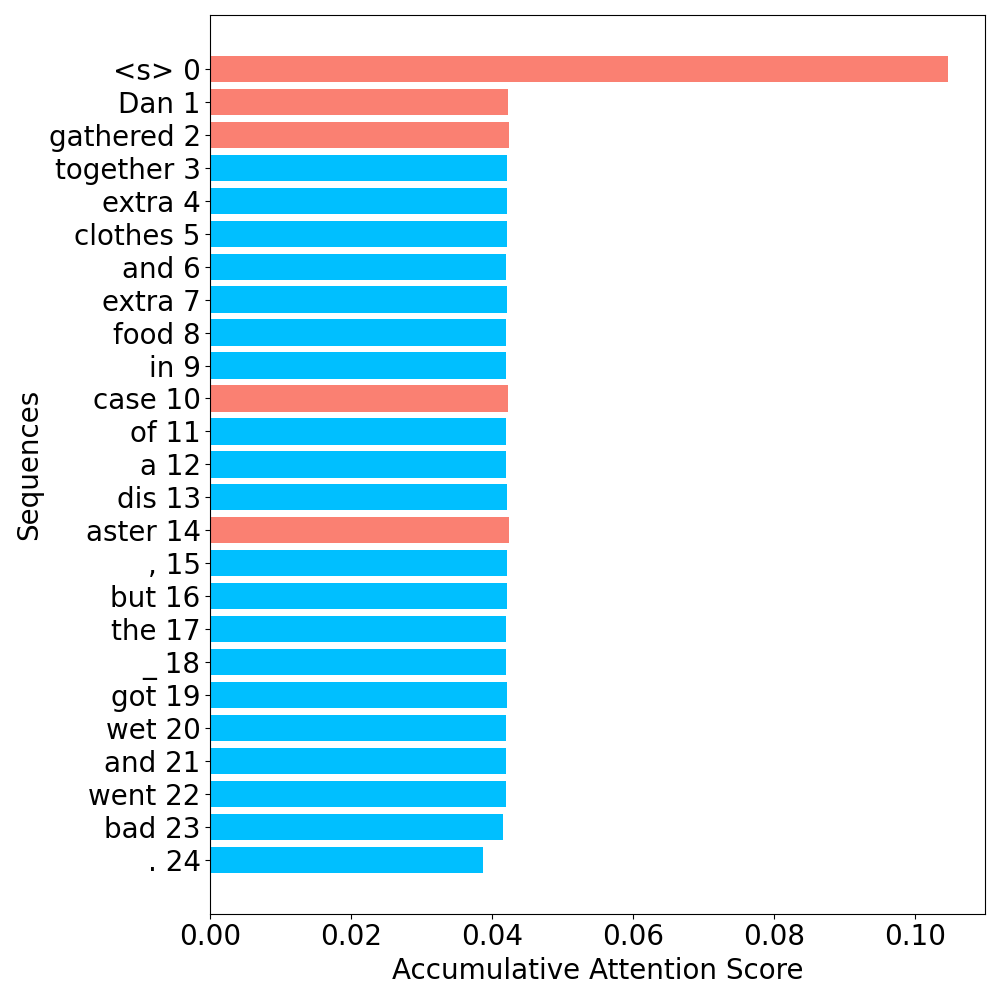 <s> 0
Dan 1
gathered 2
together 3
extra 4
clothes 5
and 6
extra 7
food 8
in 9
case 10
of 11
a 12
dis 13
aster 14
, 15
but 16
the 17
_ 18
got 19
wet 20
and 21
went 22
bad 23
. 24
Sequences
0.00 0.02 0.04 0.06 0.08 0.10
Accumulative Attention Score